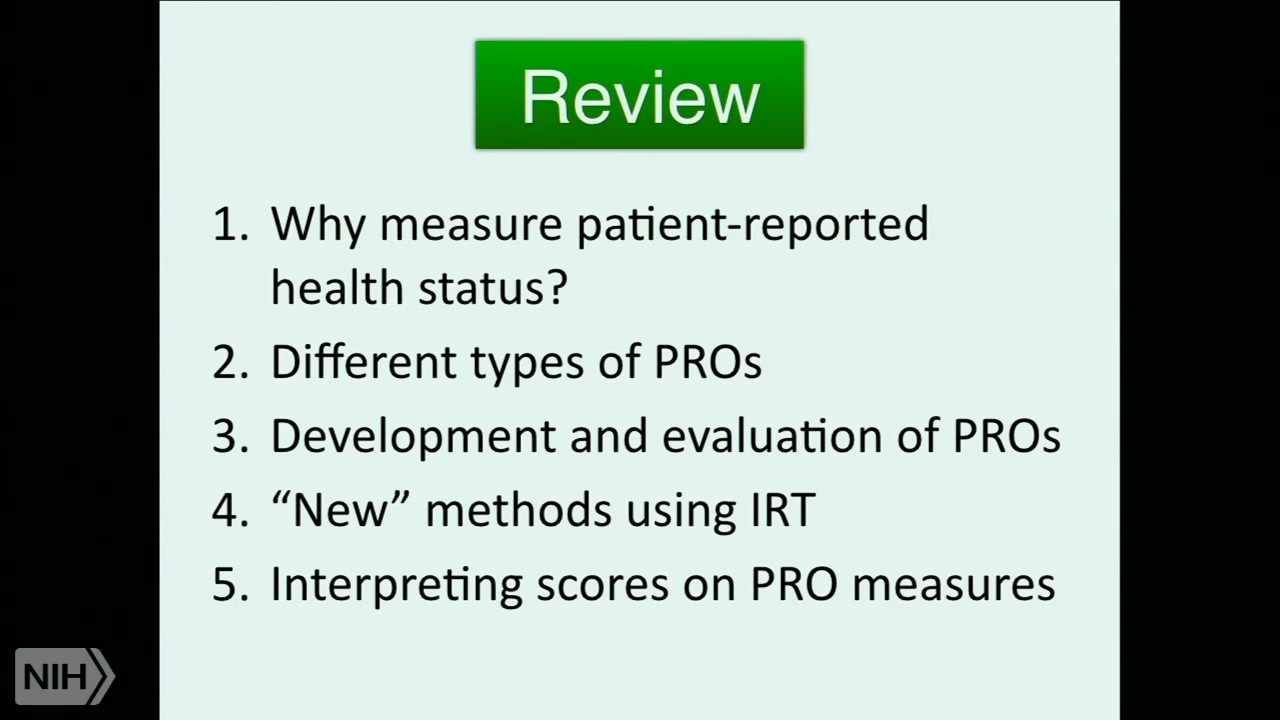 Review
1. Why measure patient-reported
health status?
2. Different types of PROs
3. Development and evaluation of PROs
4. “New” methods using IRT
5. Interpreting scores on PRO measures
NIH